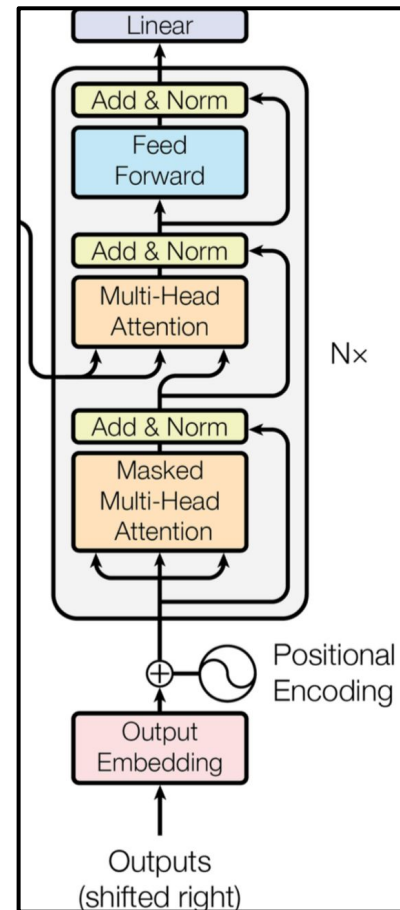 Linear
Add & Norm
Feed
Forward
Add & Norm
Multi-Head
Attention
N×
Add & Norm
Masked
Multi-Head
Attention
Positional
Encoding
Output
Embedding
Outputs
(shifted right)